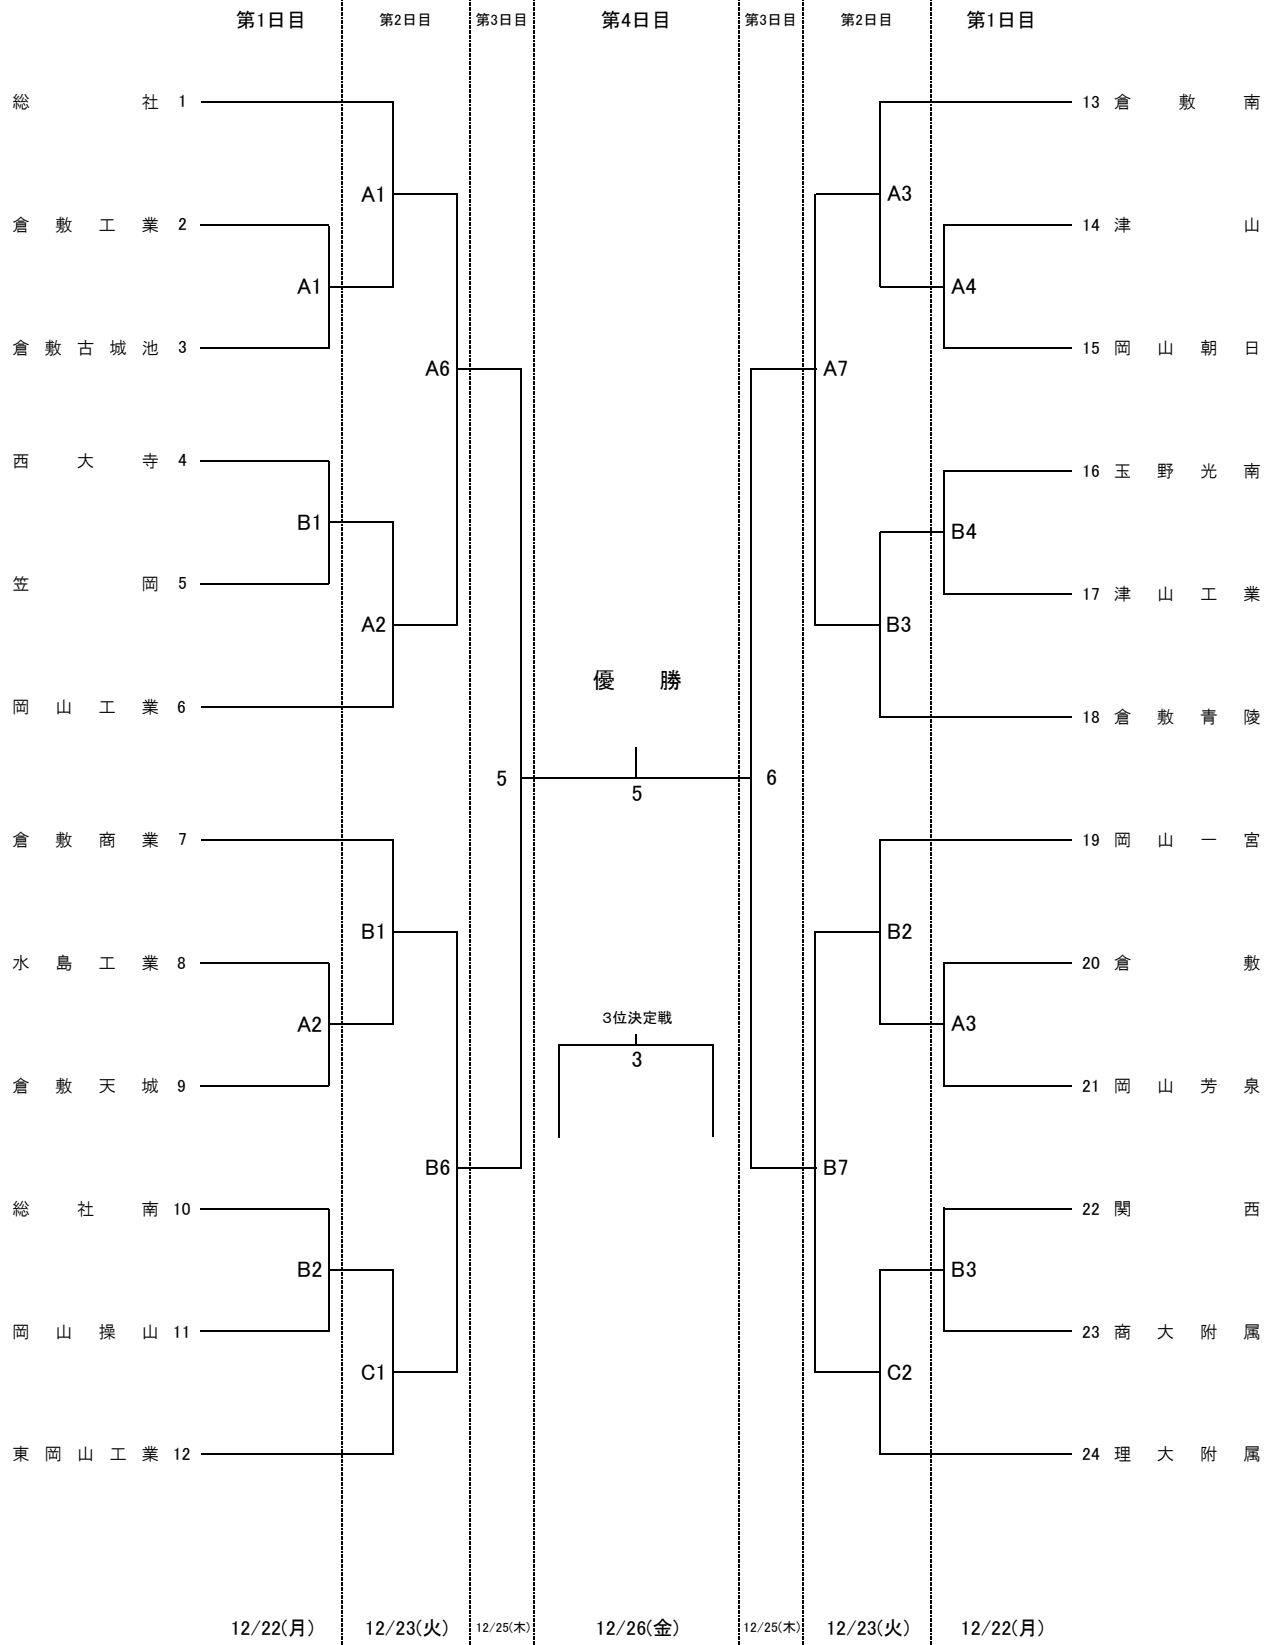 第1日目 第2日目 第3日目 第4日目 第3日目 第2日目 第1日目
総社 1
13 倉敷南
A1
A3
倉敷工業 2
14 津山
A1
A4
倉敷古城池 3
15 岡山朝日
A6
A7
西大寺 4
16 玉野光南
B1
B4
笠岡 5
17 津山工業
A2
B3
優勝
岡山工業 6
18 倉敷青陵
5
5
6
倉敷商業 7
19 岡山一宮
B1
B2
水島工業 8
20 倉敷
A2
3位決定戦
A3
3
倉敷天城 9
21 岡山芳泉
B6
B7
総社南 10
22 関西
B2
B3
岡山操山 11
23 商大附属
C1
C2
東岡山工業 12
24 理大附属
12/22(月) 12/23(火) 12/25(木) 12/26(金) 12/25(木) 12/23(火) 12/22(月)